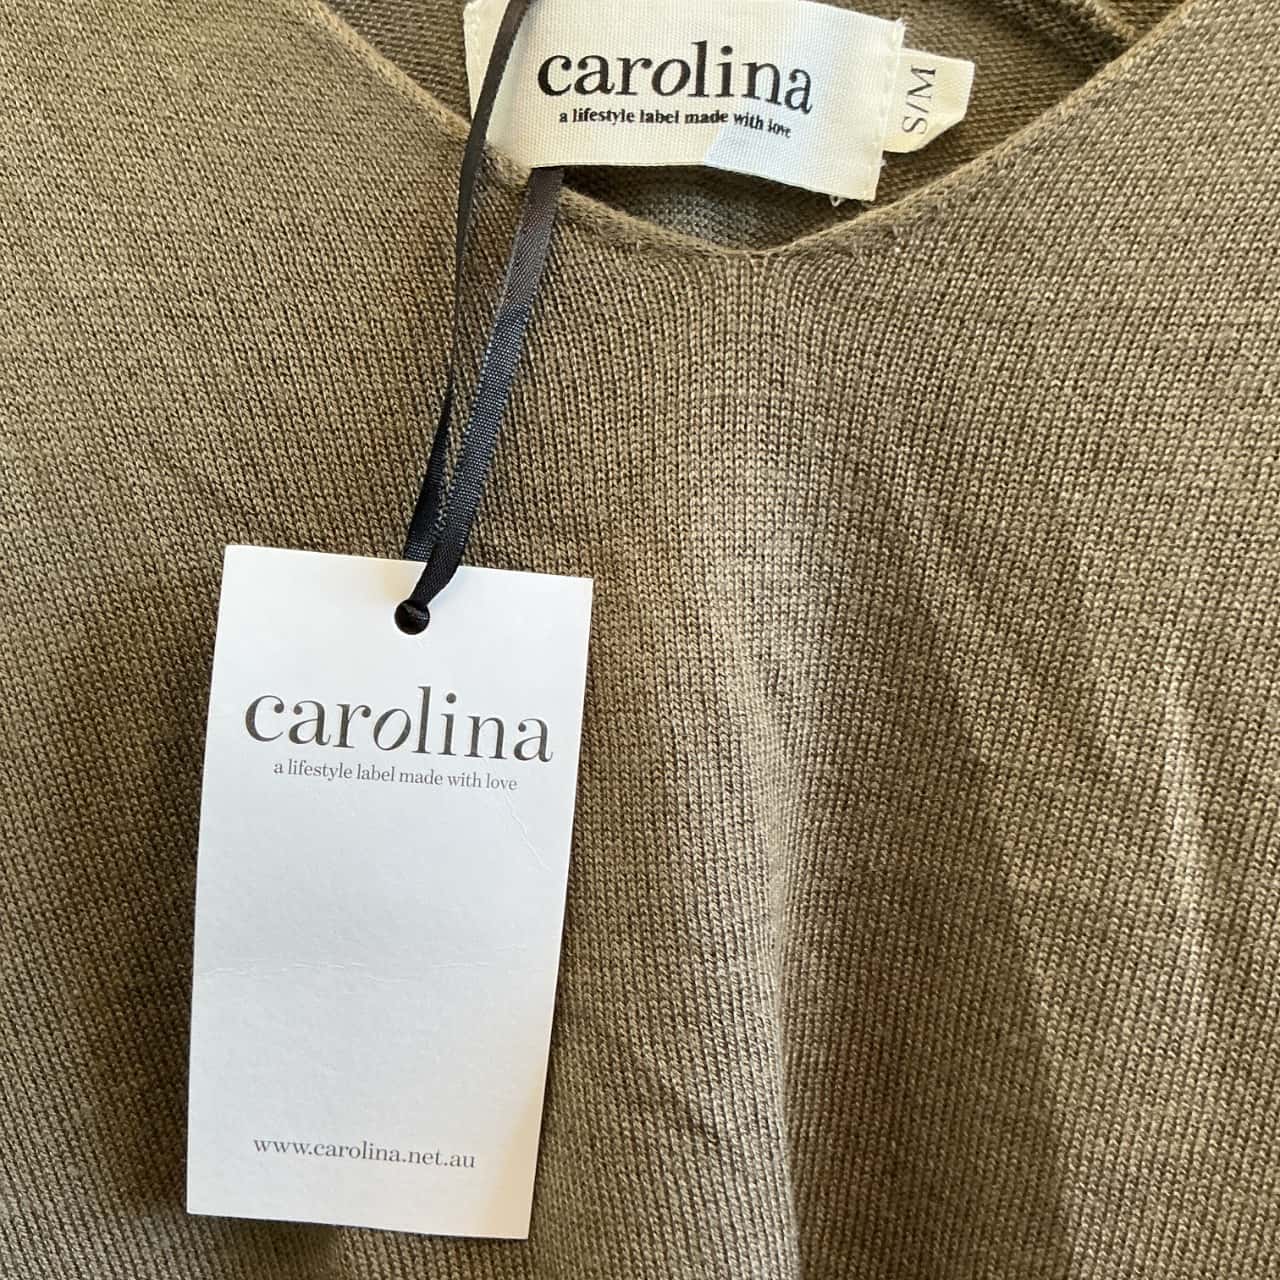 carolina
a lifestyle label made with love
S/M
carolina
a lifestyle label made with love
www.carolina.net.au